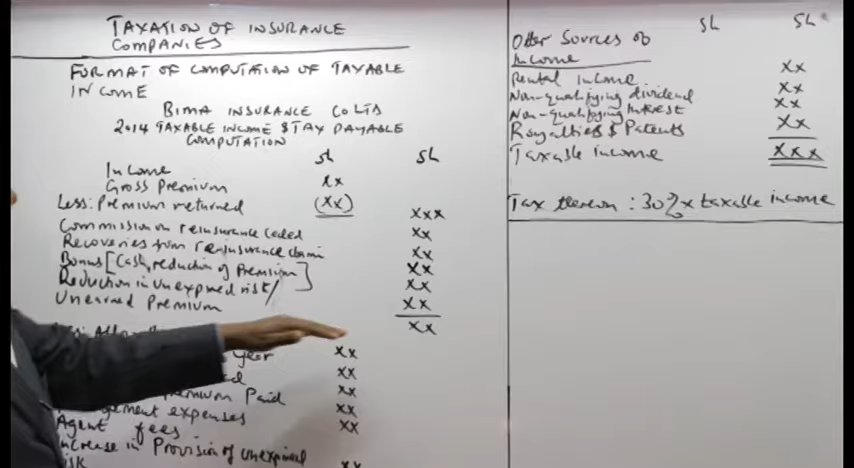 TAXATION OF INSURANCE
COMPANIES
FORMAT OF COMPUTATION OF TAXABLE
INCOME
BIMA INSURANCE CO LTD
2014 TAXABLE INCOME & TAX PAYABLE
COMPUTATION
Sh Sh
Income
Gross Premium xx
Less: Premium returned (xx)
xxx
Commission on reinsurance ceded xx
Recoveries from reinsurance claim xx
Bonus [Cash, reduction of Premium] xx
Reduction in Unexpired risk/ xx
Unearned Premium xx
xx
year xx
xx
Premium Paid xx
expenses xx
Agent fees xx
Increase in Provision of unexpired
risk xx
Sh Sh
Other Sources of
Income
Rental Income xx
Non-qualifying dividend xx
Non-qualifying Interest xx
Royalties & Patents xx
Taxable income xxx
Tax thereon : 30% x taxable income